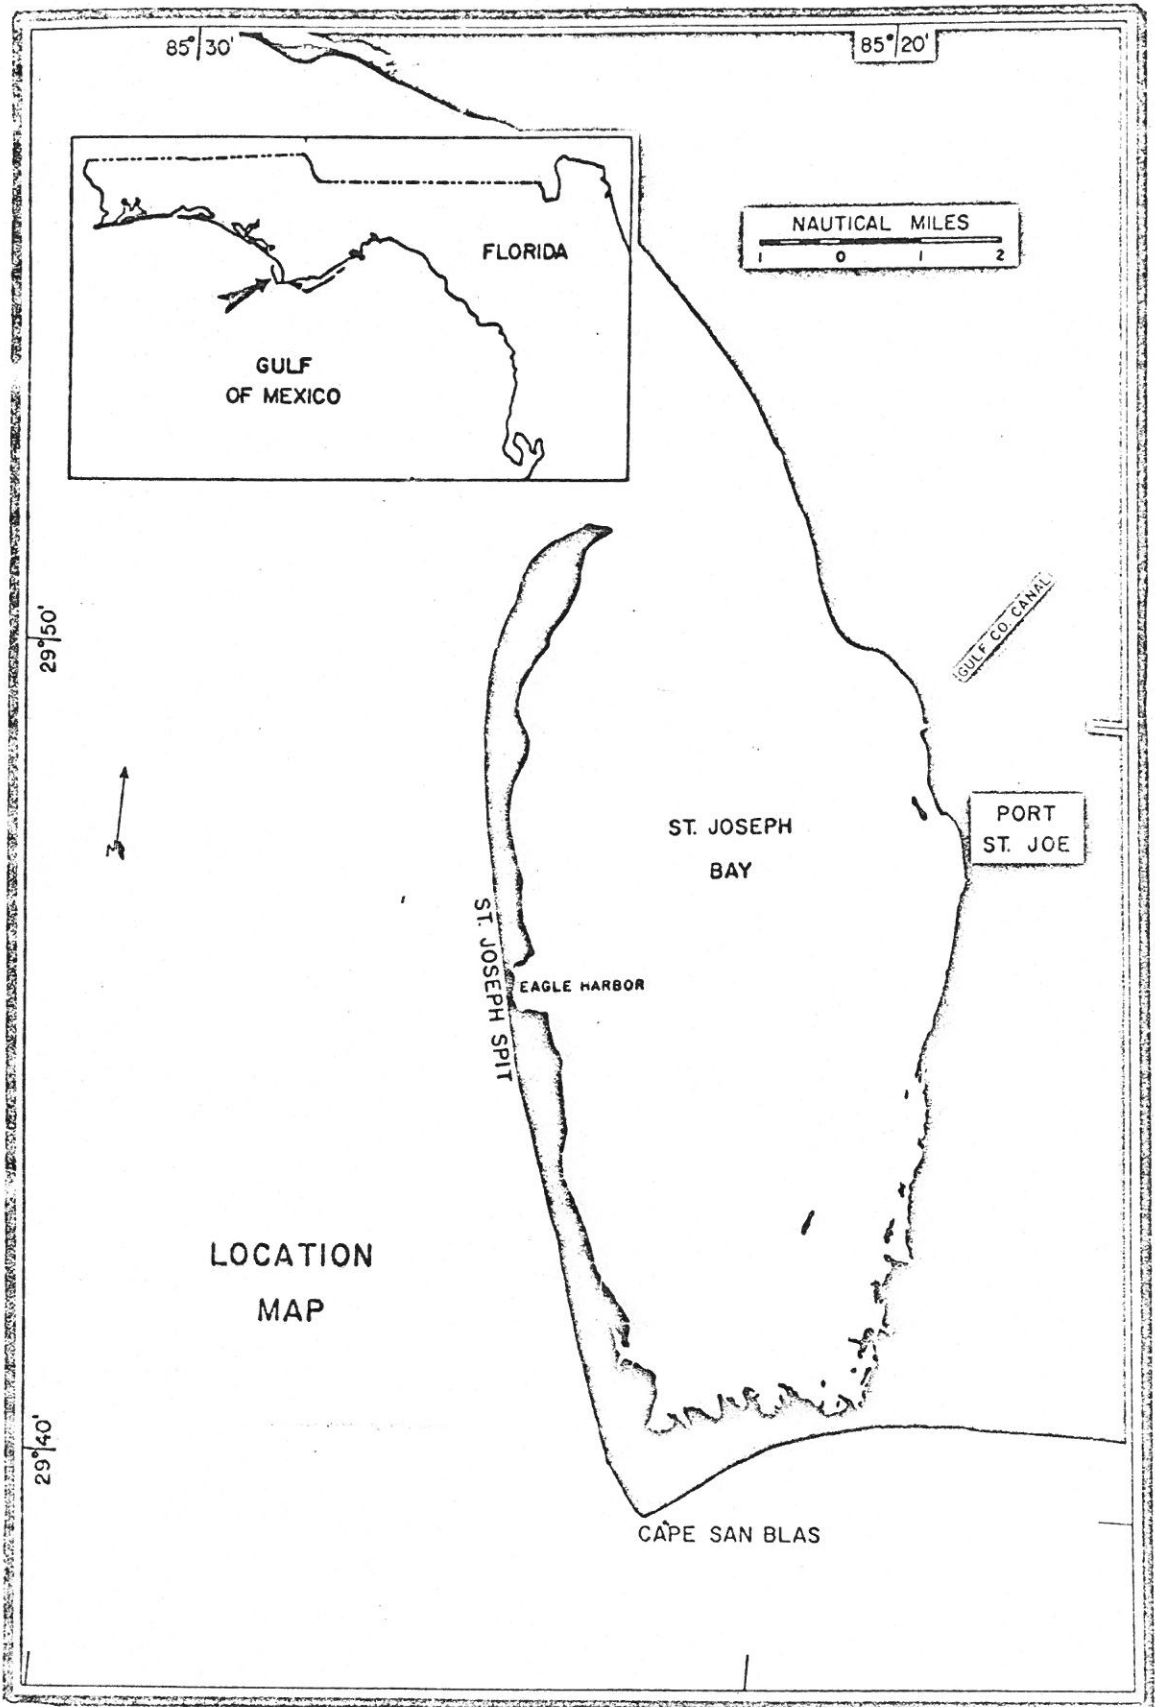 85°30'
85°20'
NAUTICAL MILES
1 0 1 2
FLORIDA
GULF
OF MEXICO
29°50'
GULF CO. CANAL
PORT
ST. JOE
ST. JOSEPH
BAY
N
ST. JOSEPH SPIT
EAGLE HARBOR
LOCATION
MAP
29°40'
CAPE SAN BLAS